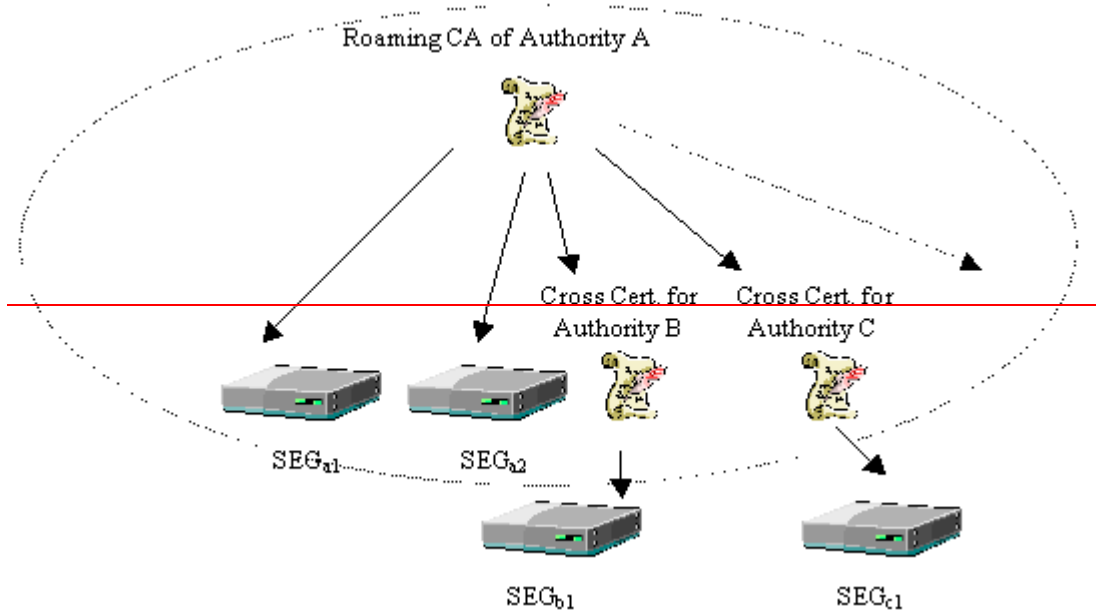 Roaming CA of Authority A
Cross Cert. for
Authority B
Cross Cert. for
Authority C
SEGa1
SEGa2
SEGb1
SEGc1